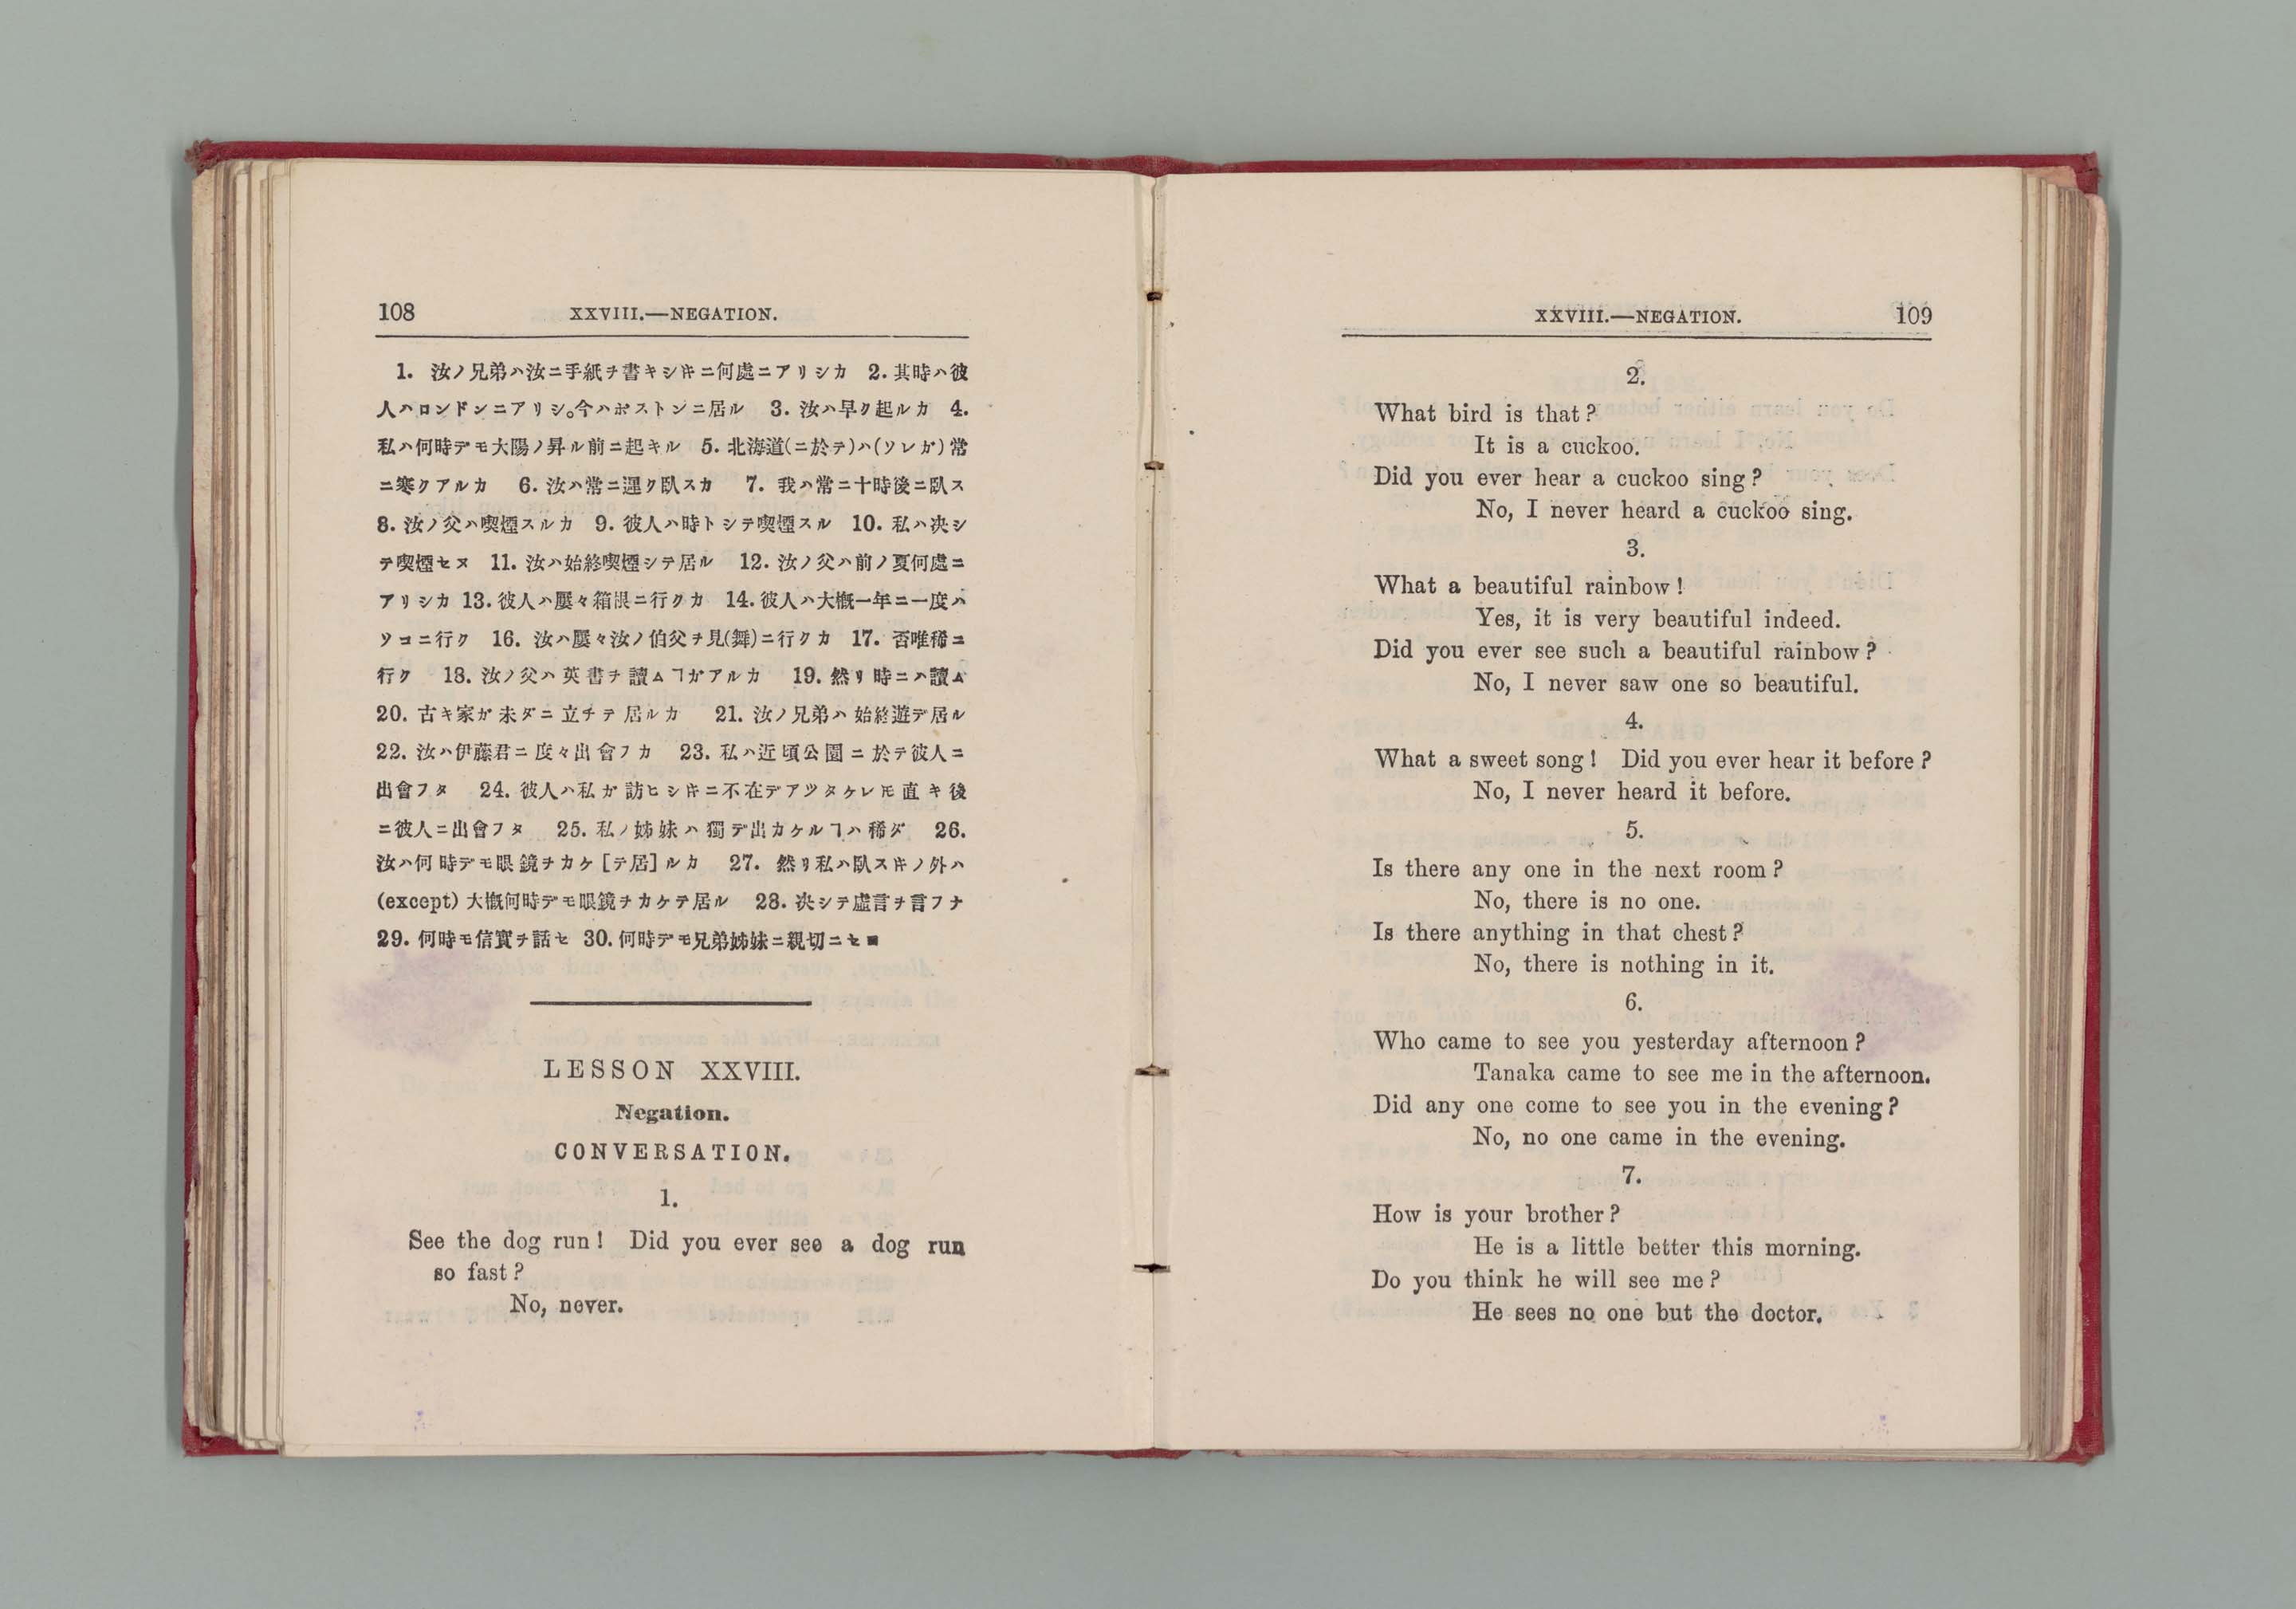 108 XXVIII.—NEGATION.
1. 汝ノ兄弟ハ汝ニ手紙チ書キシ𪜈ニ何處ニアリシカ 2. 其時ハ彼
人ハロンドンニアリシ。今ハボストンニ居ル 3. 汝ハ早ク起ルカ 4.
私ハ何時デモ大陽ノ昇ル前ニ起キル 5. 北海道(ニ於テ)ハ(ソレガ)常
ニ寒クアルカ 6. 汝ハ常ニ遲ク臥スカ 7. 我ハ常ニ十時後ニ臥ス
8. 汝ノ父ハ喫煙スルカ 9. 彼人ハ時トシテ喫煙スル 10. 私ハ决シ
テ喫煙セヌ 11. 汝ハ始終喫煙シテ居ル 12. 汝ノ父ハ前ノ夏何處ニ
アリシカ 13. 彼人ハ屢々箱根ニ行クカ 14. 彼人ハ大槪一年ニ一度ハ
ソコニ行ク 16. 汝ハ屢々汝ノ伯父チ見(舞)ニ行クカ 17. 否唯稀ニ
行ク 18. 汝ノ父ハ英書チ讀ムヿガアルカ 19. 然リ時ニハ讀ム
20. 古キ家ガ未ダニ立チテ居ルカ 21. 汝ノ兄弟ハ始終遊デ居ル
22. 汝ハ伊藤君ニ度々出會フカ 23. 私ハ近頃公園ニ於テ彼人ニ
出會フタ 24. 彼人ハ私ガ訪ヒシキニ不在デアツタケレ𪜈直キ後
ニ彼人ニ出會フタ 25. 私ノ姊妹ハ獨デ出カケルヿハ稀ダ 26.
汝ハ何時デモ眼鏡チカケ[テ居]ルカ 27. 然リ私ハ臥スキノ外ハ
(except) 大槪何時デモ眼鏡チカケテ居ル 28. 决シテ虛言チ言フナ
29. 何時モ信實チ話セ 30. 何時デモ兄弟姊妹ニ親切ニセヨ
LESSON XXVIII.
Negation.
CONVERSATION.
1.
See the dog run! Did you ever see a dog run
so fast?
No, never.
XXVIII.—NEGATION. 109
2.
What bird is that?
It is a cuckoo.
Did you ever hear a cuckoo sing?
No, I never heard a cuckoo sing.
3.
What a beautiful rainbow!
Yes, it is very beautiful indeed.
Did you ever see such a beautiful rainbow?
No, I never saw one so beautiful.
4.
What a sweet song! Did you ever hear it before?
No, I never heard it before.
5.
Is there any one in the next room?
No, there is no one.
Is there anything in that chest?
No, there is nothing in it.
6.
Who came to see you yesterday afternoon?
Tanaka came to see me in the afternoon.
Did any one come to see you in the evening?
No, no one came in the evening.
7.
How is your brother?
He is a little better this morning.
Do you think he will see me?
He sees no one but the doctor.